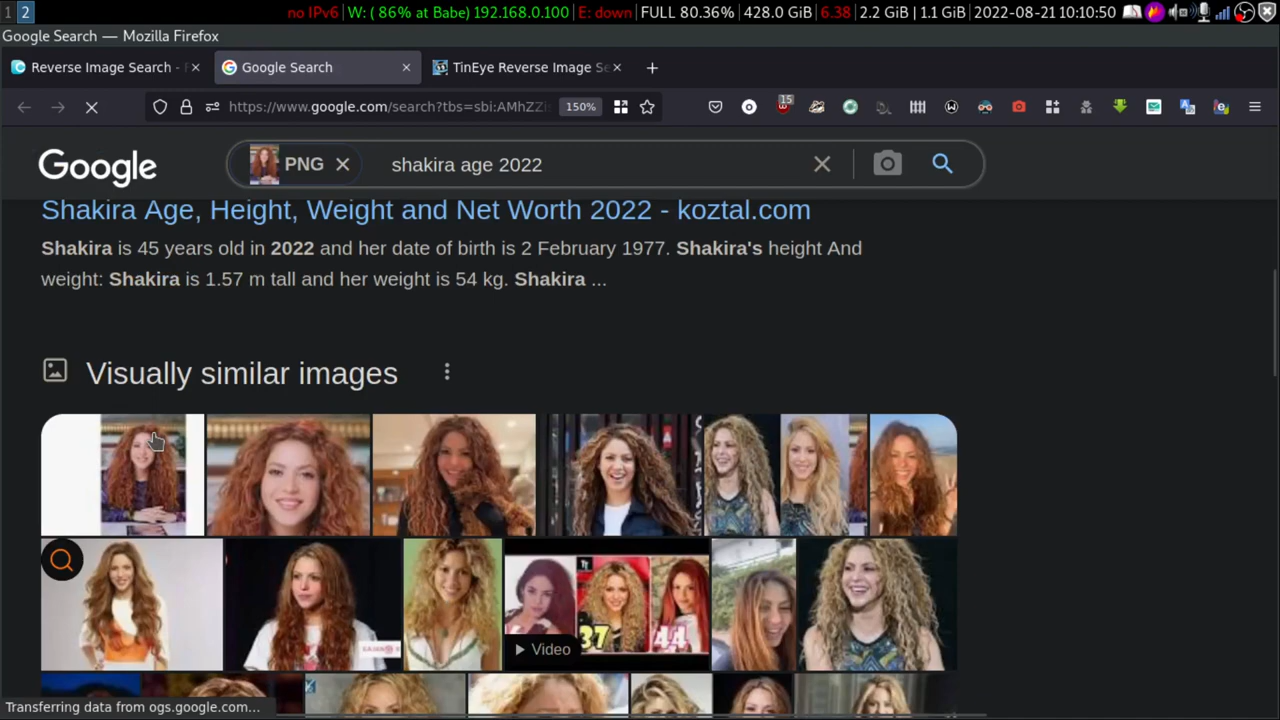 1 2 no IPv6 | W: ( 86% at Babe) 192.168.0.100 | E: down | FULL 80.36% | 428.0 GiB | 6.38 | 2.2 GiB | 1.1 GiB | 2022-08-21 10:10:50
Google Search — Mozilla Firefox
Reverse Image Search - Google Search TinEye Reverse Image Se
https://www.google.com/search?tbs=sbi:AMhZZi 150% 15
Google PNG shakira age 2022
Shakira Age, Height, Weight and Net Worth 2022 - koztal.com
Shakira is 45 years old in 2022 and her date of birth is 2 February 1977. Shakira's height And
weight: Shakira is 1.57 m tall and her weight is 54 kg. Shakira ...
Visually similar images
37 44
Video
Transferring data from ogs.google.com…